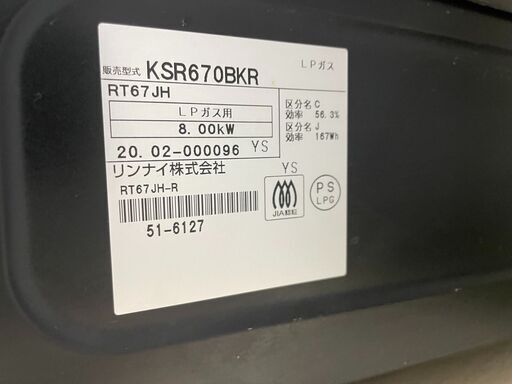 販売型式 KSR670BKR
LPガス
RT67JH
LPガス用
8.00kW
区分名 C
効率 56.3%
区分名 J
効率 167Wh
20.02-000096 YS
リンナイ株式会社
YS
RT67JH-R
51-6127
JIA認証
PS
LPG